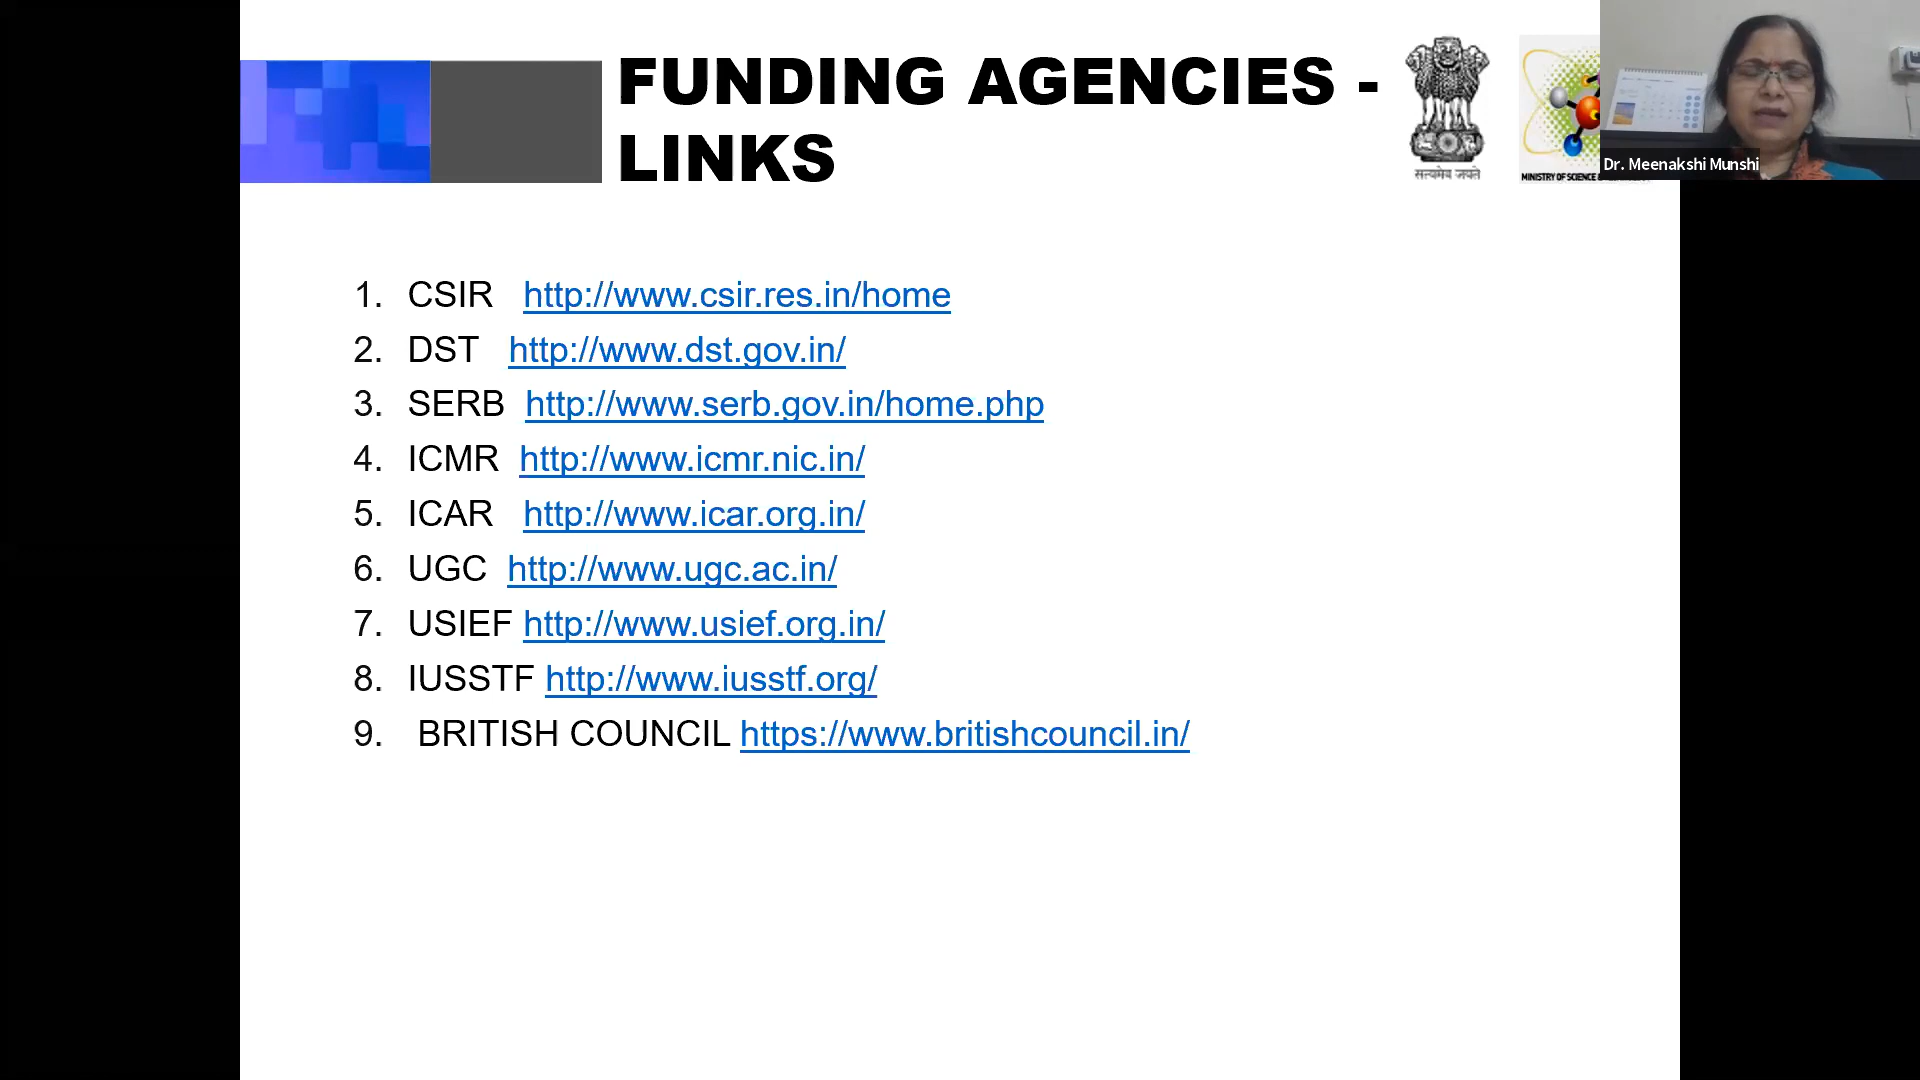 FUNDING AGENCIES -
LINKS
सत्यमेव जयते
MINISTRY OF SCIENCE
Dr. Meenakshi Munshi
1. CSIR http://www.csir.res.in/home
2. DST http://www.dst.gov.in/
3. SERB http://www.serb.gov.in/home.php
4. ICMR http://www.icmr.nic.in/
5. ICAR http://www.icar.org.in/
6. UGC http://www.ugc.ac.in/
7. USIEF http://www.usief.org.in/
8. IUSSTF http://www.iusstf.org/
9. BRITISH COUNCIL https://www.britishcouncil.in/